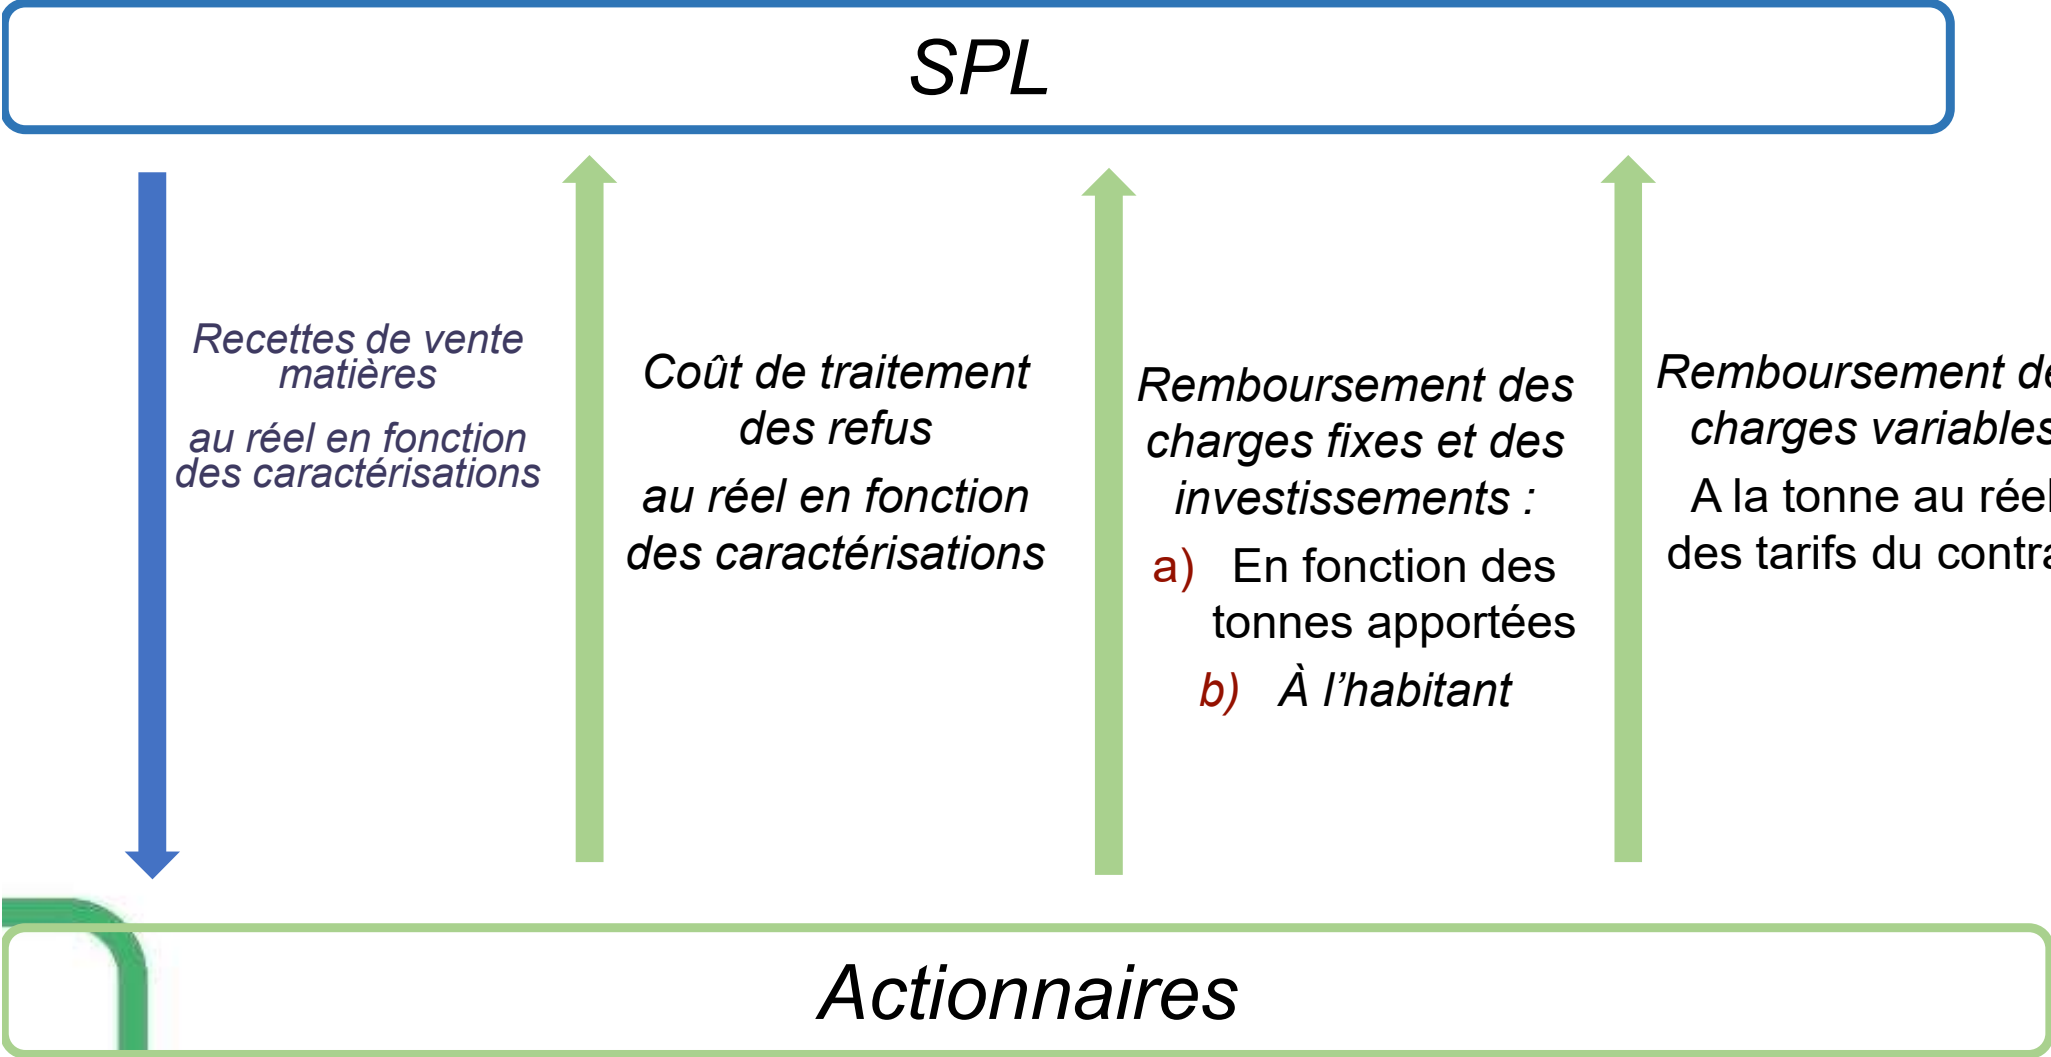 SPL
Recettes de vente
matières
au réel en fonction
des caractérisations
Coût de traitement
des refus
au réel en fonction
des caractérisations
Remboursement des
charges fixes et des
investissements :
a) En fonction des
tonnes apportées
b) À l’habitant
Remboursement de
charges variables
A la tonne au réel
des tarifs du contra
Actionnaires